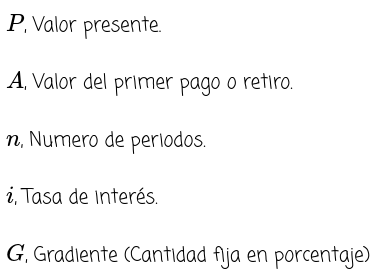 P, Valor presente.
A, Valor del primer pago o retiro.
n, Numero de periodos.
i, Tasa de interés.
G, Gradiente (Cantidad fija en porcentaje)